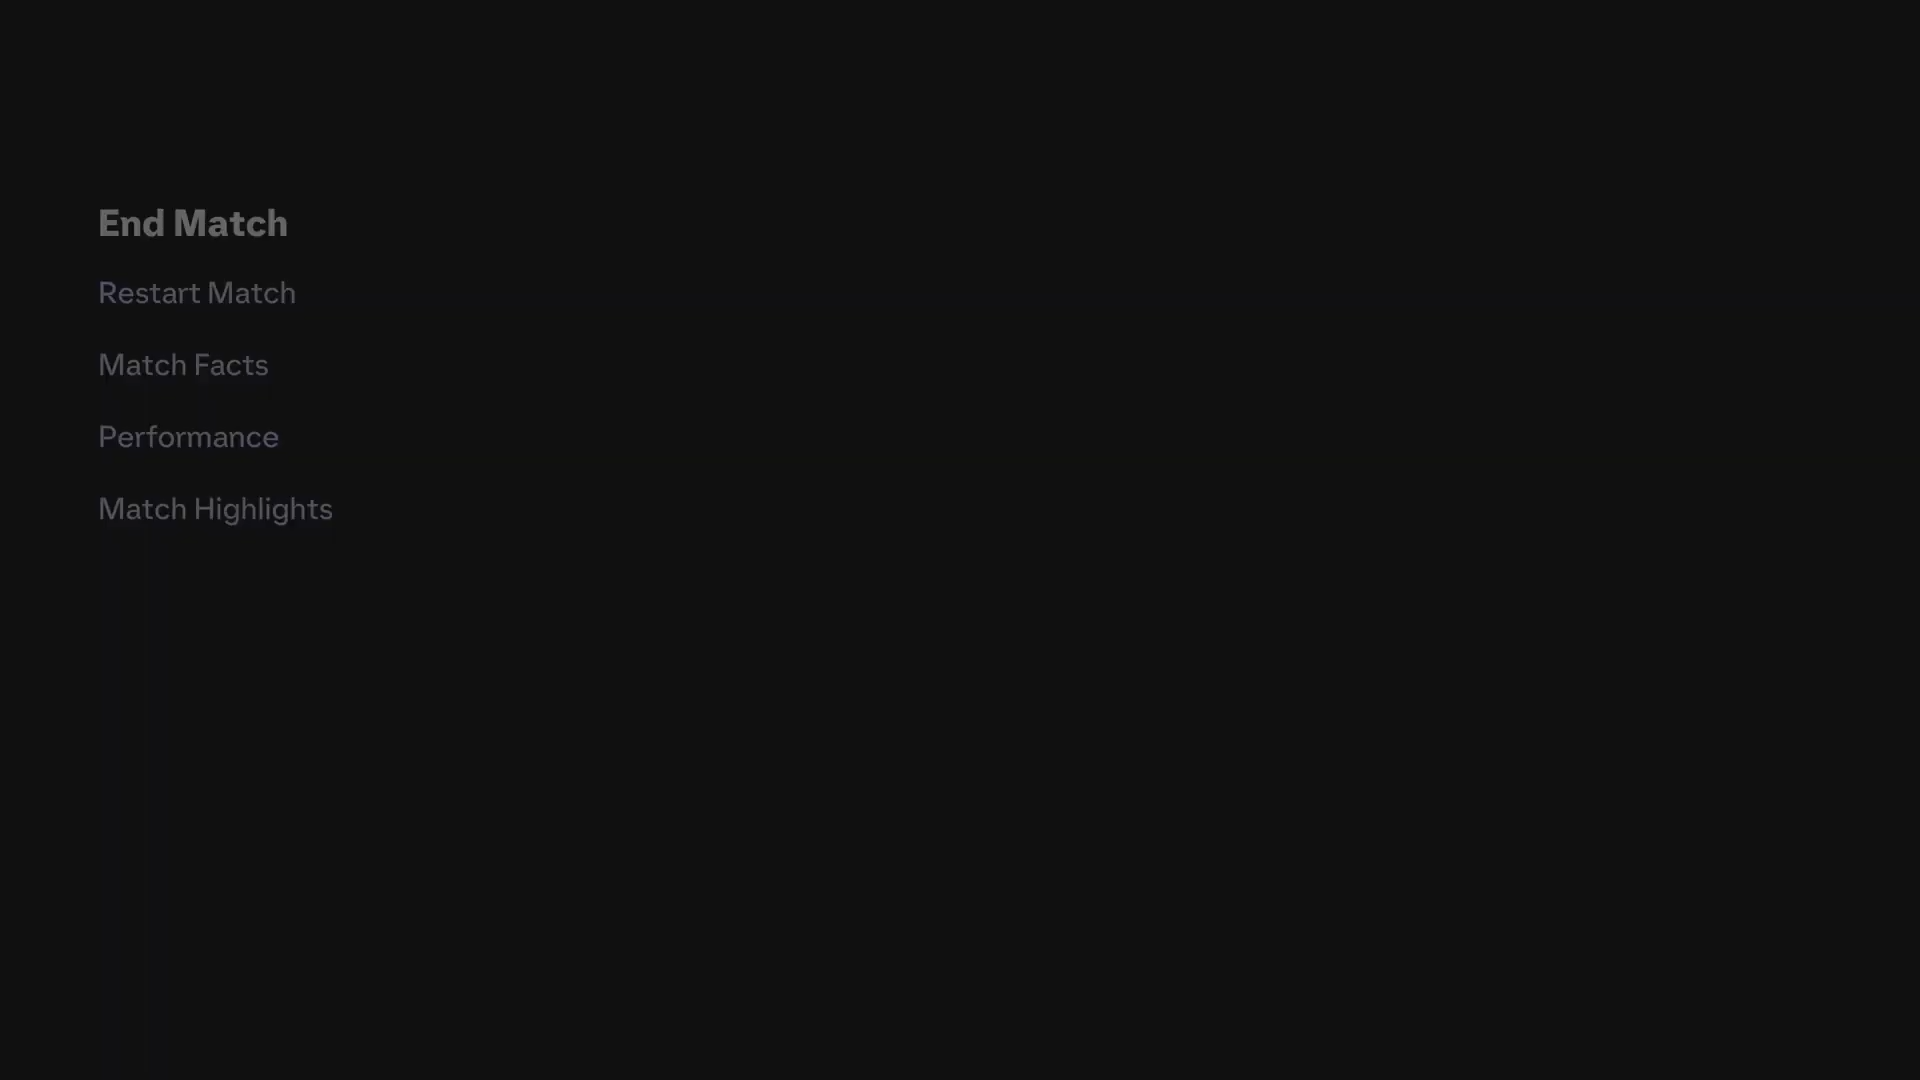 End Match
Restart Match
Match Facts
Performance
Match Highlights